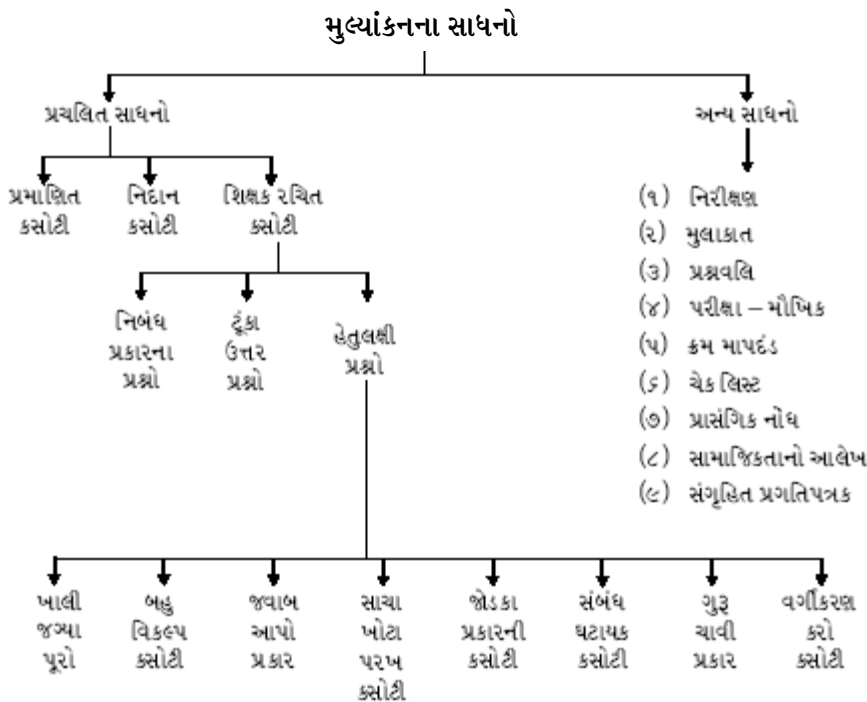 મુલ્યાંકનના સાધનો
પ્રચલિત સાધનો
અન્ય સાધનો
પ્રમાણિત
કસોટી
નિદાન
કસોટી
શિક્ષક રચિત
કસોટી
નિબંધ
પ્રકારના
પ્રશ્નો
ટૂંકા
ઉત્તર
પ્રશ્નો
હેતુલક્ષી
પ્રશ્નો
(૧) નિરીક્ષણ
(૨) મુલાકાત
(૩) પ્રશ્નવલિ
(૪) પરીક્ષા – મૌખિક
(૫) ક્રમ માપદંડ
(૬) ચેક લિસ્ટ
(૭) પ્રાસંગિક નોંધ
(૮) સામાજિકતાનો આલેખ
(૯) સંગૃહિત પ્રગતિપત્રક
ખાલી
જગ્યા
પૂરો
બહુ
વિકલ્પ
કસોટી
જવાબ
આપો
પ્રકાર
સાચા
ખોટા
પરખ
કસોટી
જોડકા
પ્રકારની
કસોટી
સંબંધ
ઘટાયક
કસોટી
ગુરૂ
ચાવી
પ્રકાર
વર્ગીકરણ
કરો
કસોટી